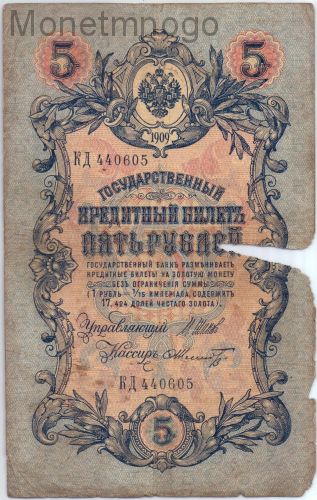 Monetmpogo
5 5
1909
КД 440605
ГОСУДАРСТВЕННЫЙ
КРЕДИТНЫЙ БИЛЕТЪ
ПЯТЬ РУБЛЕЙ
ГОСУДАРСТВЕННЫЙ БАНКЪ РАЗМѢНИВАЕТЪ
КРЕДИТНЫЕ БИЛЕТЫ НА ЗОЛОТУЮ МОНЕТУ
БЕЗЪ ОГРАНИЧЕНІЯ СУММЫ
(1 РУБЛЬ = 1/15 ИМПЕРІАЛА, СОДЕРЖИТЪ
17,424 ДОЛЕЙ ЧИСТАГО ЗОЛОТА).
Управляющій
Кассиръ
КД 440605
5